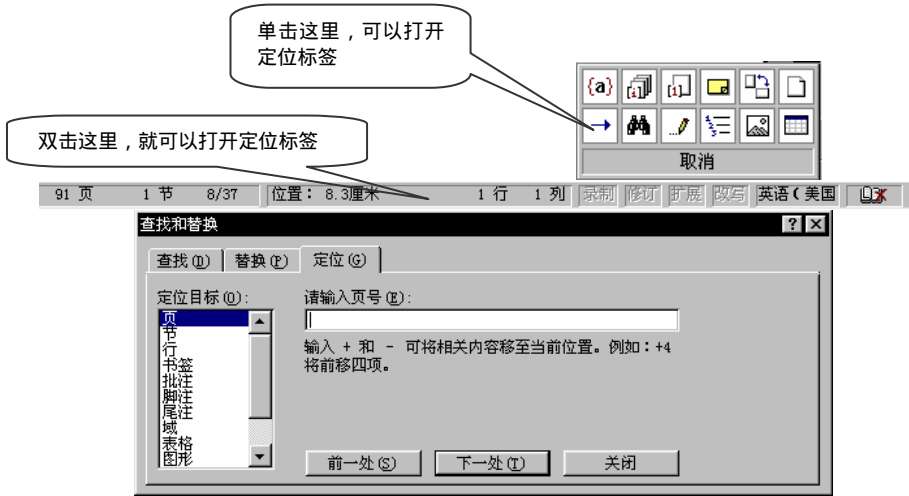 单击这里，可以打开
定位标签
{a}
双击这里，就可以打开定位标签
取消
91 页 1 节 8/37 位置： 8.3厘米 1 行 1 列 录制 修订 扩展 改写 英语(美国
查找和替换
查找(D) 替换(P) 定位(G)
定位目标(O):
请输入页号(E):
页
节
行
书签
批注
脚注
尾注
域
表格
图形
输入 + 和 - 可将相关内容移至当前位置。例如：+4
将前移四项。
前一处(S) 下一处(T) 关闭